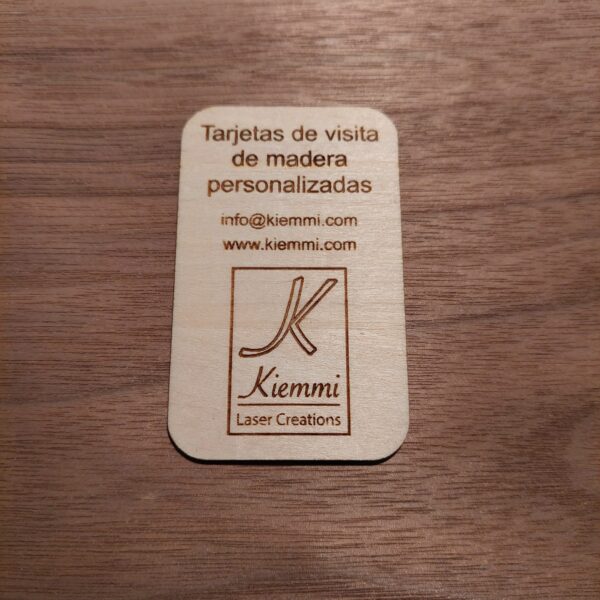 Tarjetas de visita
de madera
personalizadas
info@kiemmi.com
www.kiemmi.com
K
Kiemmi
Laser Creations